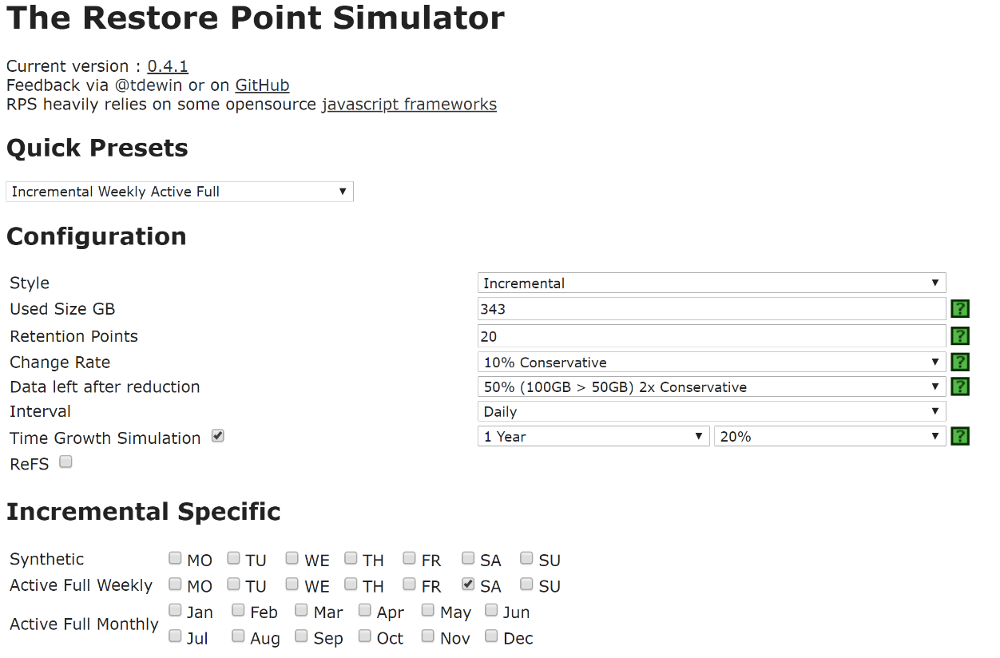 The Restore Point Simulator
Current version : 0.4.1
Feedback via @tdewin or on GitHub
RPS heavily relies on some opensource javascript frameworks
Quick Presets
Incremental Weekly Active Full ▼
Configuration
Style Incremental ▼
Used Size GB 343 ?
Retention Points 20 ?
Change Rate 10% Conservative ▼ ?
Data left after reduction 50% (100GB > 50GB) 2x Conservative ▼ ?
Interval Daily ▼
Time Growth Simulation 1 Year ▼ 20% ▼ ?
ReFS
Incremental Specific
Synthetic MO TU WE TH FR SA SU
Active Full Weekly MO TU WE TH FR SA SU
Active Full Monthly Jan Feb Mar Apr May Jun
Jul Aug Sep Oct Nov Dec